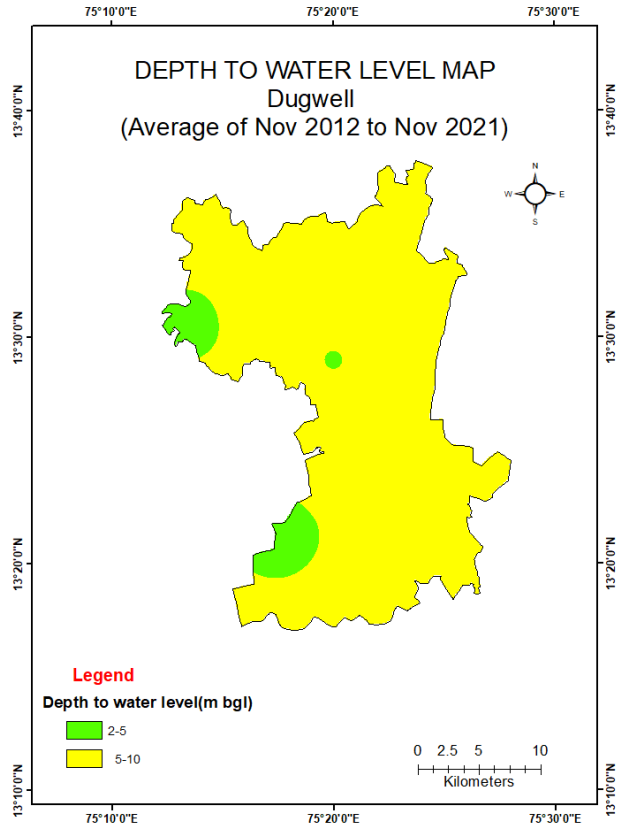 75°10'0"E 75°20'0"E 75°30'0"E
DEPTH TO WATER LEVEL MAP
Dugwell
(Average of Nov 2012 to Nov 2021)
13°40'0"N 13°40'0"N
N
W E
S
13°30'0"N 13°30'0"N
13°20'0"N 13°20'0"N
Legend
Depth to water level(m bgl)
2-5
5-10
0 2.5 5 10
Kilometers
13°10'0"N 13°10'0"N
75°10'0"E 75°20'0"E 75°30'0"E